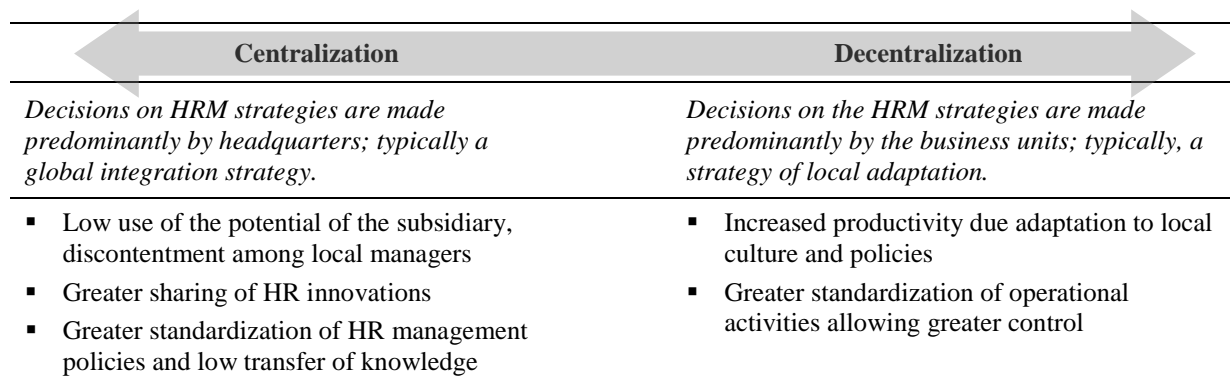 Centralization
Decentralization
Decisions on HRM strategies are made
predominantly by headquarters; typically a
global integration strategy.
Decisions on the HRM strategies are made
predominantly by the business units; typically, a
strategy of local adaptation.
▪ Low use of the potential of the subsidiary,
discontentment among local managers
▪ Greater sharing of HR innovations
▪ Greater standardization of HR management
policies and low transfer of knowledge
▪ Increased productivity due adaptation to local
culture and policies
▪ Greater standardization of operational
activities allowing greater control